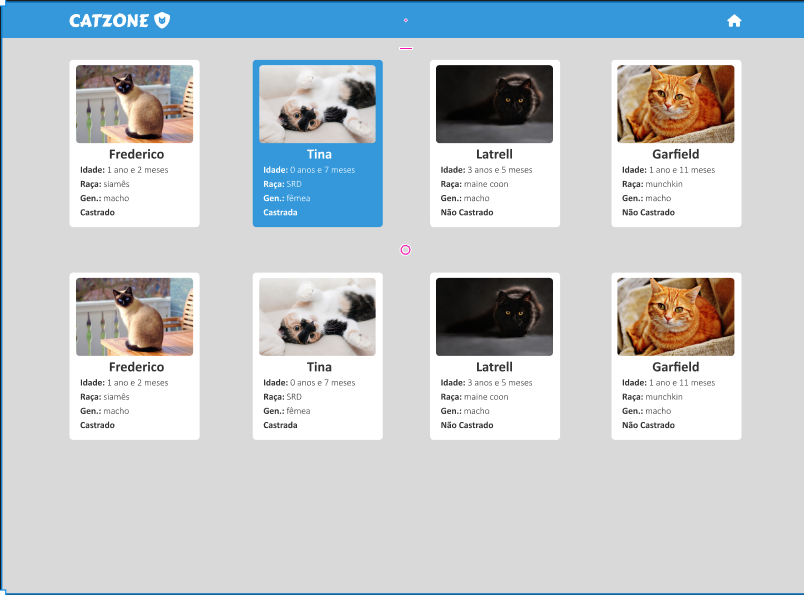 CATZONE
Frederico
Idade: 1 ano e 2 meses
Raça: siamês
Gen.: macho
Castrado
Tina
Idade: 0 anos e 7 meses
Raça: SRD
Gen.: fêmea
Castrada
Latrell
Idade: 3 anos e 5 meses
Raça: maine coon
Gen.: macho
Não Castrado
Garfield
Idade: 1 ano e 11 meses
Raça: munchkin
Gen.: macho
Não Castrado
Frederico
Idade: 1 ano e 2 meses
Raça: siamês
Gen.: macho
Castrado
Tina
Idade: 0 anos e 7 meses
Raça: SRD
Gen.: fêmea
Castrada
Latrell
Idade: 3 anos e 5 meses
Raça: maine coon
Gen.: macho
Não Castrado
Garfield
Idade: 1 ano e 11 meses
Raça: munchkin
Gen.: macho
Não Castrado